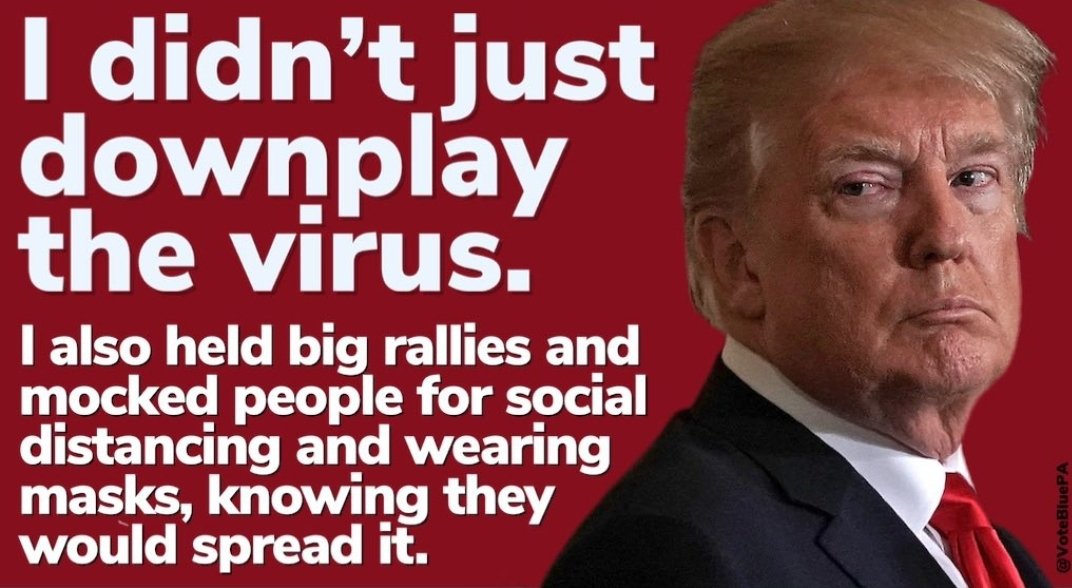 I didn’t just
downplay
the virus.
I also held big rallies and
mocked people for social
distancing and wearing
masks, knowing they
would spread it.
@VoteBluePA